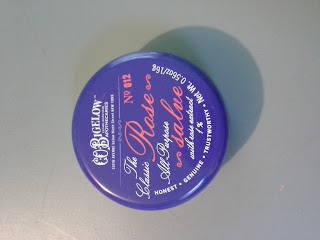 C.O.BIGELOW
APOTHECARIES
Nº 012
The
Classic Rose
All Purpose
salve
with rose extract
1%
HONEST • GENUINE • TRUSTWORTHY • Net Wt. 0.56oz/16g